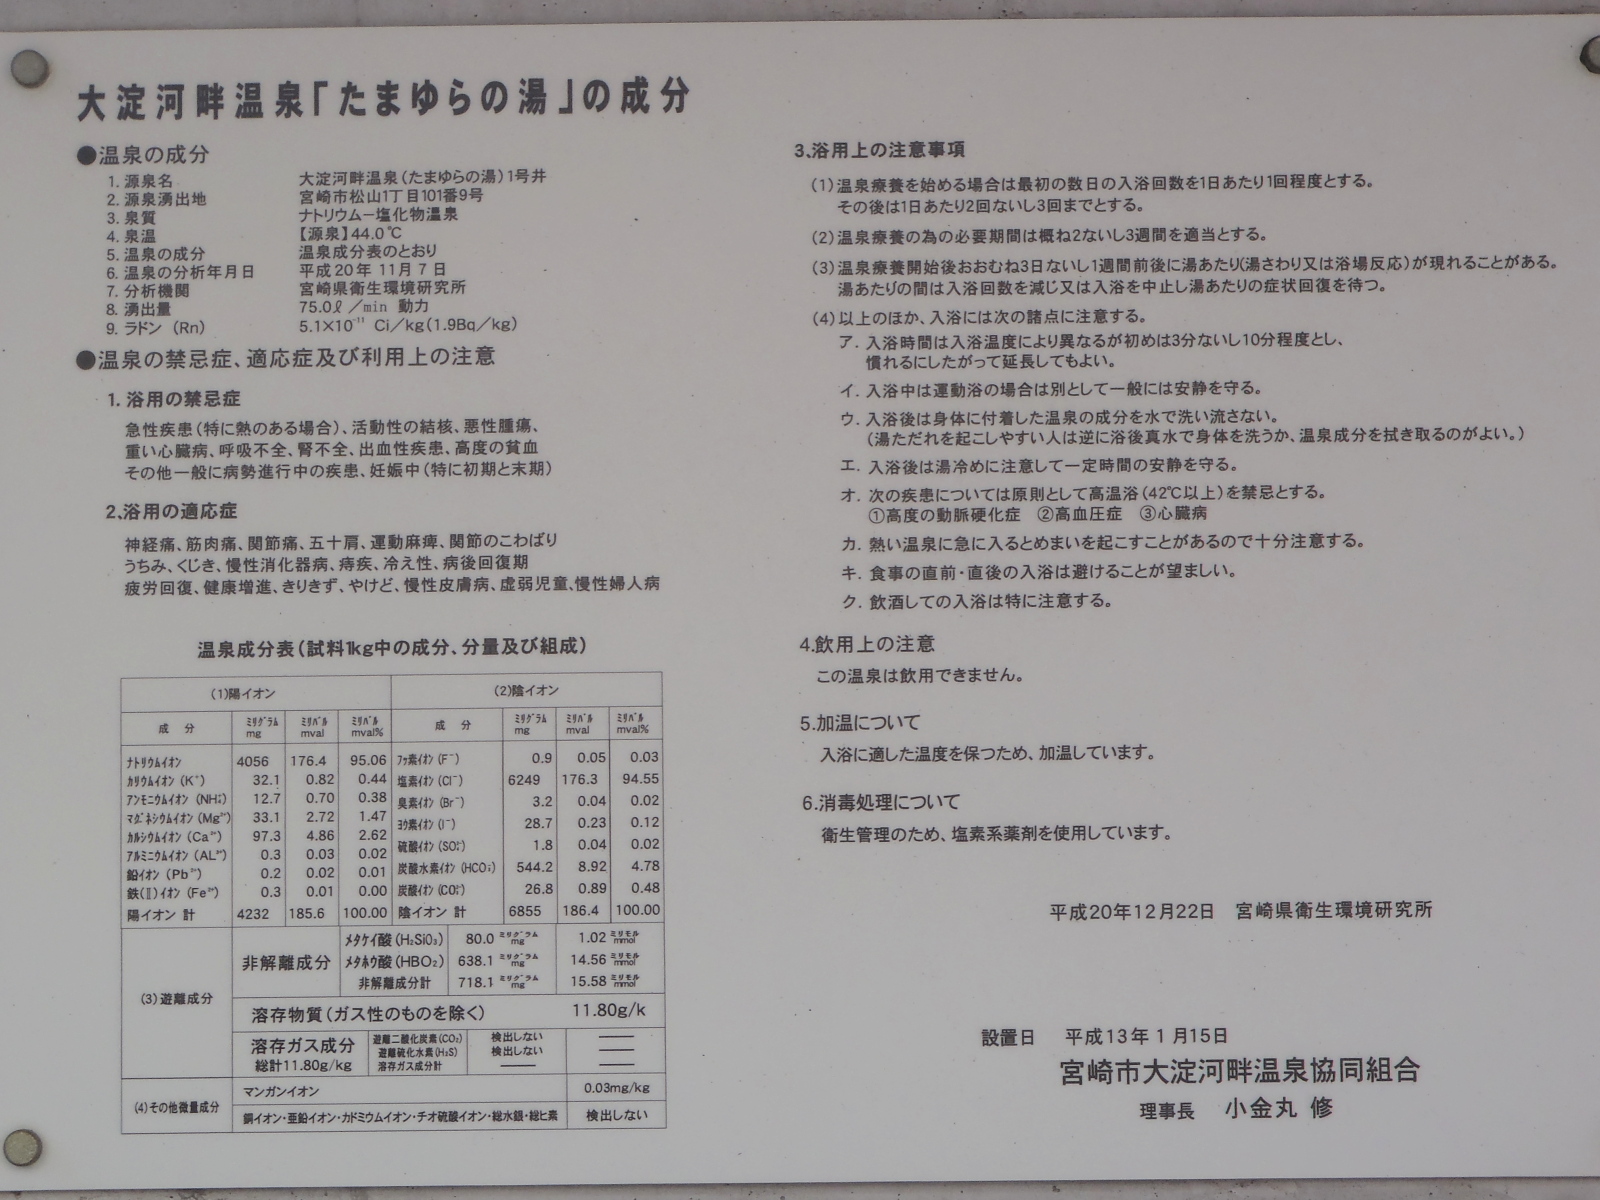 大淀河畔温泉「たまゆらの湯」の成分
●温泉の成分
1. 源泉名 大淀河畔温泉(たまゆらの湯)1号井
2. 源泉湧出地 宮崎市松山1丁目101番9号
3. 泉質 ナトリウムー塩化物温泉
4. 泉温 【源泉】44.0℃
5. 温泉の成分 温泉成分表のとおり
6. 温泉の分析年月日 平成20年 11月 7 日
7. 分析機関 宮崎県衛生環境研究所
8. 湧出量 75.0ℓ／min 動力
9. ラドン (Rn) 5.1×10⁻¹¹ Ci／kg(1.9Bq／kg)
●温泉の禁忌症、適応症及び利用上の注意
1. 浴用の禁忌症
急性疾患(特に熱のある場合)、活動性の結核、悪性腫瘍、
重い心臓病、呼吸不全、腎不全、出血性疾患、高度の貧血
その他一般に病勢進行中の疾患、妊娠中(特に初期と末期)
2、浴用の適応症
神経痛、筋肉痛、関節痛、五十肩、運動麻痺、関節のこわばり
うちみ、くじき、慢性消化器病、痔疾、冷え性、病後回復期
疲労回復、健康増進、きりきず、やけど、慢性皮膚病、虚弱児童、慢性婦人病
温泉成分表(試料1kg中の成分、分量及び組成)
(1)陽イオン (2)陰イオン
成 分 ミリグラム mg ミリバル mval ミリバル mval% 成 分 ミリグラム mg ミリバル mval ミリバル mval%
ナトリウムイオン 4056 176.4 95.06 フッ素イオン (F⁻) 0.9 0.05 0.03
カリウムイオン (K⁺) 32.1 0.82 0.44 塩素イオン (Cl⁻) 6249 176.3 94.55
アンモニウムイオン (NH₄⁺) 12.7 0.70 0.38 臭素イオン (Br⁻) 3.2 0.04 0.02
マグネシウムイオン (Mg²⁺) 33.1 2.72 1.47 ヨウ素イオン (I⁻) 28.7 0.23 0.12
カルシウムイオン (Ca²⁺) 97.3 4.86 2.62 硫酸イオン (SO₄²⁻) 1.8 0.04 0.02
アルミニウムイオン (AL³⁺) 0.3 0.03 0.02 炭酸水素イオン (HCO₃⁻) 544.2 8.92 4.78
鉛イオン (Pb²⁺) 0.2 0.02 0.01 炭酸イオン (CO₃²⁻) 26.8 0.89 0.48
鉄(Ⅱ)イオン (Fe²⁺) 0.3 0.01 0.00
陽イオン 計 4232 185.6 100.00 陰イオン 計 6855 186.4 100.00
(3)遊離成分
非解離成分
メタケイ酸 (H₂SiO₃) 80.0 ミリグラム mg 1.02 ミリモル mmol
メタホウ酸 (HBO₂) 638.1 ミリグラム mg 14.56 ミリモル mmol
非解離成分計 718.1 ミリグラム mg 15.58 ミリモル mmol
溶存物質(ガス性のものを除く) 11.80g/k
溶存ガス成分
総計11.80g/kg
遊離二酸化炭素(CO₂) 検出しない ――
遊離硫化水素(H₂S) 検出しない ――
溶存ガス成分計 ―― ――
(4)その他微量成分
マンガンイオン 0.03mg/kg
銅イオン・亜鉛イオン・カドミウムイオン・チオ硫酸イオン・総水銀・総ヒ素 検出しない
3、浴用上の注意事項
(1)温泉療養を始める場合は最初の数日の入浴回数を1日あたり1回程度とする。
その後は1日あたり2回ないし3回までとする。
(2)温泉療養の為の必要期間は概ね2ないし3週間を適当とする。
(3)温泉療養開始後おおむね3日ないし1週間前後に湯あたり(湯さわり又は浴場反応)が現れることがある。
湯あたりの間は入浴回数を減じ又は入浴を中止し湯あたりの症状回復を待つ。
(4)以上のほか、入浴には次の諸点に注意する。
ア. 入浴時間は入浴温度により異なるが初めは3分ないし10分程度とし、
慣れるにしたがって延長してもよい。
イ. 入浴中は運動浴の場合は別として一般には安静を守る。
ウ. 入浴後は身体に付着した温泉の成分を水で洗い流さない。
(湯ただれを起こしやすい人は逆に浴後真水で身体を洗うか、温泉成分を拭き取るのがよい。)
エ. 入浴後は湯冷めに注意して一定時間の安静を守る。
オ. 次の疾患については原則として高温浴(42℃以上)を禁忌とする。
①高度の動脈硬化症 ②高血圧症 ③心臓病
カ. 熱い温泉に急に入るとめまいを起こすことがあるので十分注意する。
キ. 食事の直前・直後の入浴は避けることが望ましい。
ク. 飲酒しての入浴は特に注意する。
4.飲用上の注意
この温泉は飲用できません。
5.加温について
入浴に適した温度を保つため、加温しています。
6.消毒処理について
衛生管理のため、塩素系薬剤を使用しています。
平成20年12月22日 宮崎県衛生環境研究所
設置日 平成13年 1 月15日
宮崎市大淀河畔温泉協同組合
理事長 小金丸 修